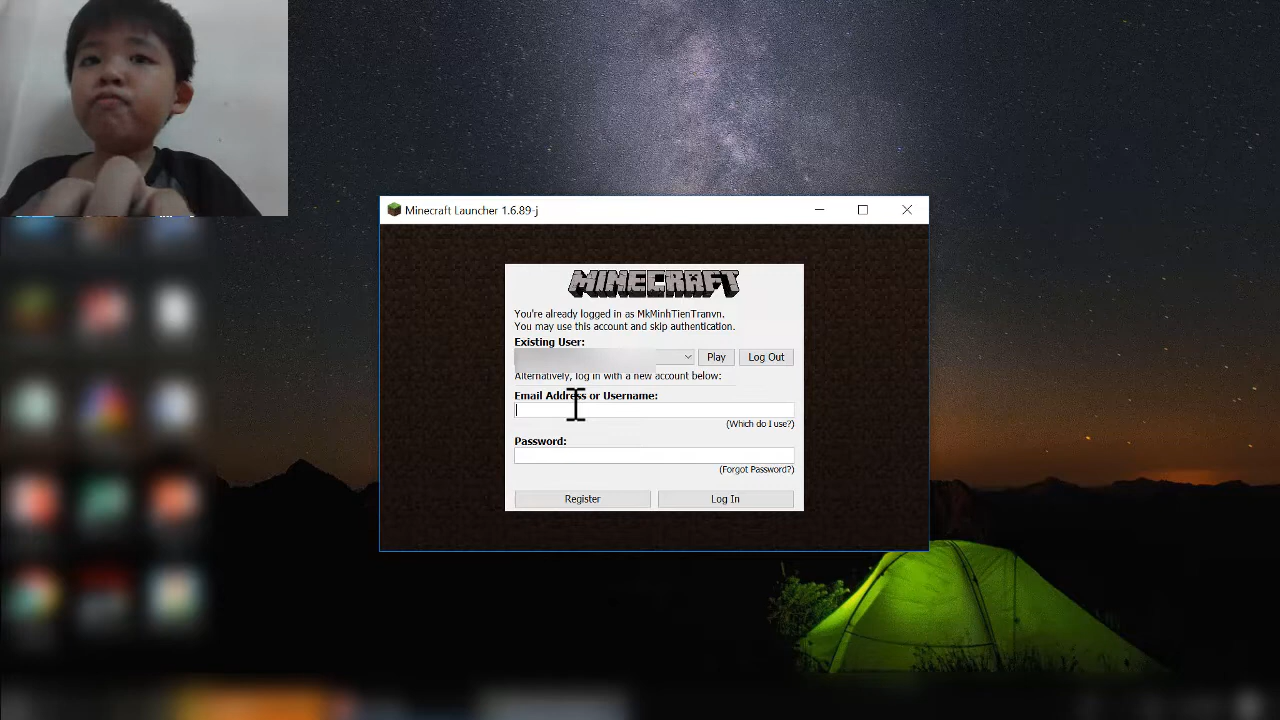 Minecraft Launcher 1.6.89-j
MINECRAFT
You're already logged in as MkMinhTienTranvn.
You may use this account and skip authentication.
Existing User:
Play Log Out
Alternatively, log in with a new account below:
Email Address or Username:
(Which do I use?)
Password:
(Forgot Password?)
Register Log In